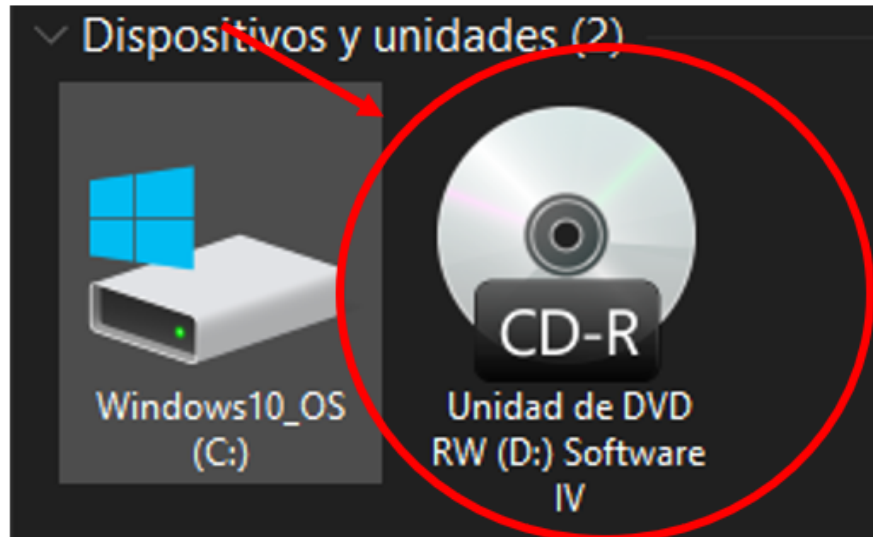 Dispositivos y unidades (2)
CD-R
Windows10_OS
(C:)
Unidad de DVD
RW (D:) Software
IV